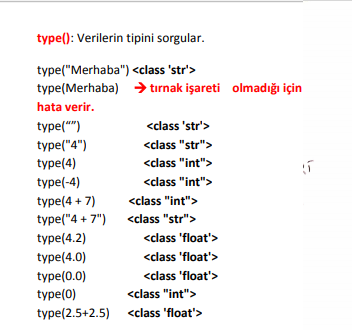 type(): Verilerin tipini sorgular.
type("Merhaba") <class 'str'>
type(Merhaba) → tırnak işareti olmadığı için
hata verir.
type(“”) <class 'str'>
type("4") <class "str">
type(4) <class "int">
type(-4) <class "int">
type(4 + 7) <class "int">
type("4 + 7") <class "str">
type(4.2) <class 'float'>
type(4.0) <class 'float'>
type(0.0) <class 'float'>
type(0) <class "int">
type(2.5+2.5) <class 'float'>